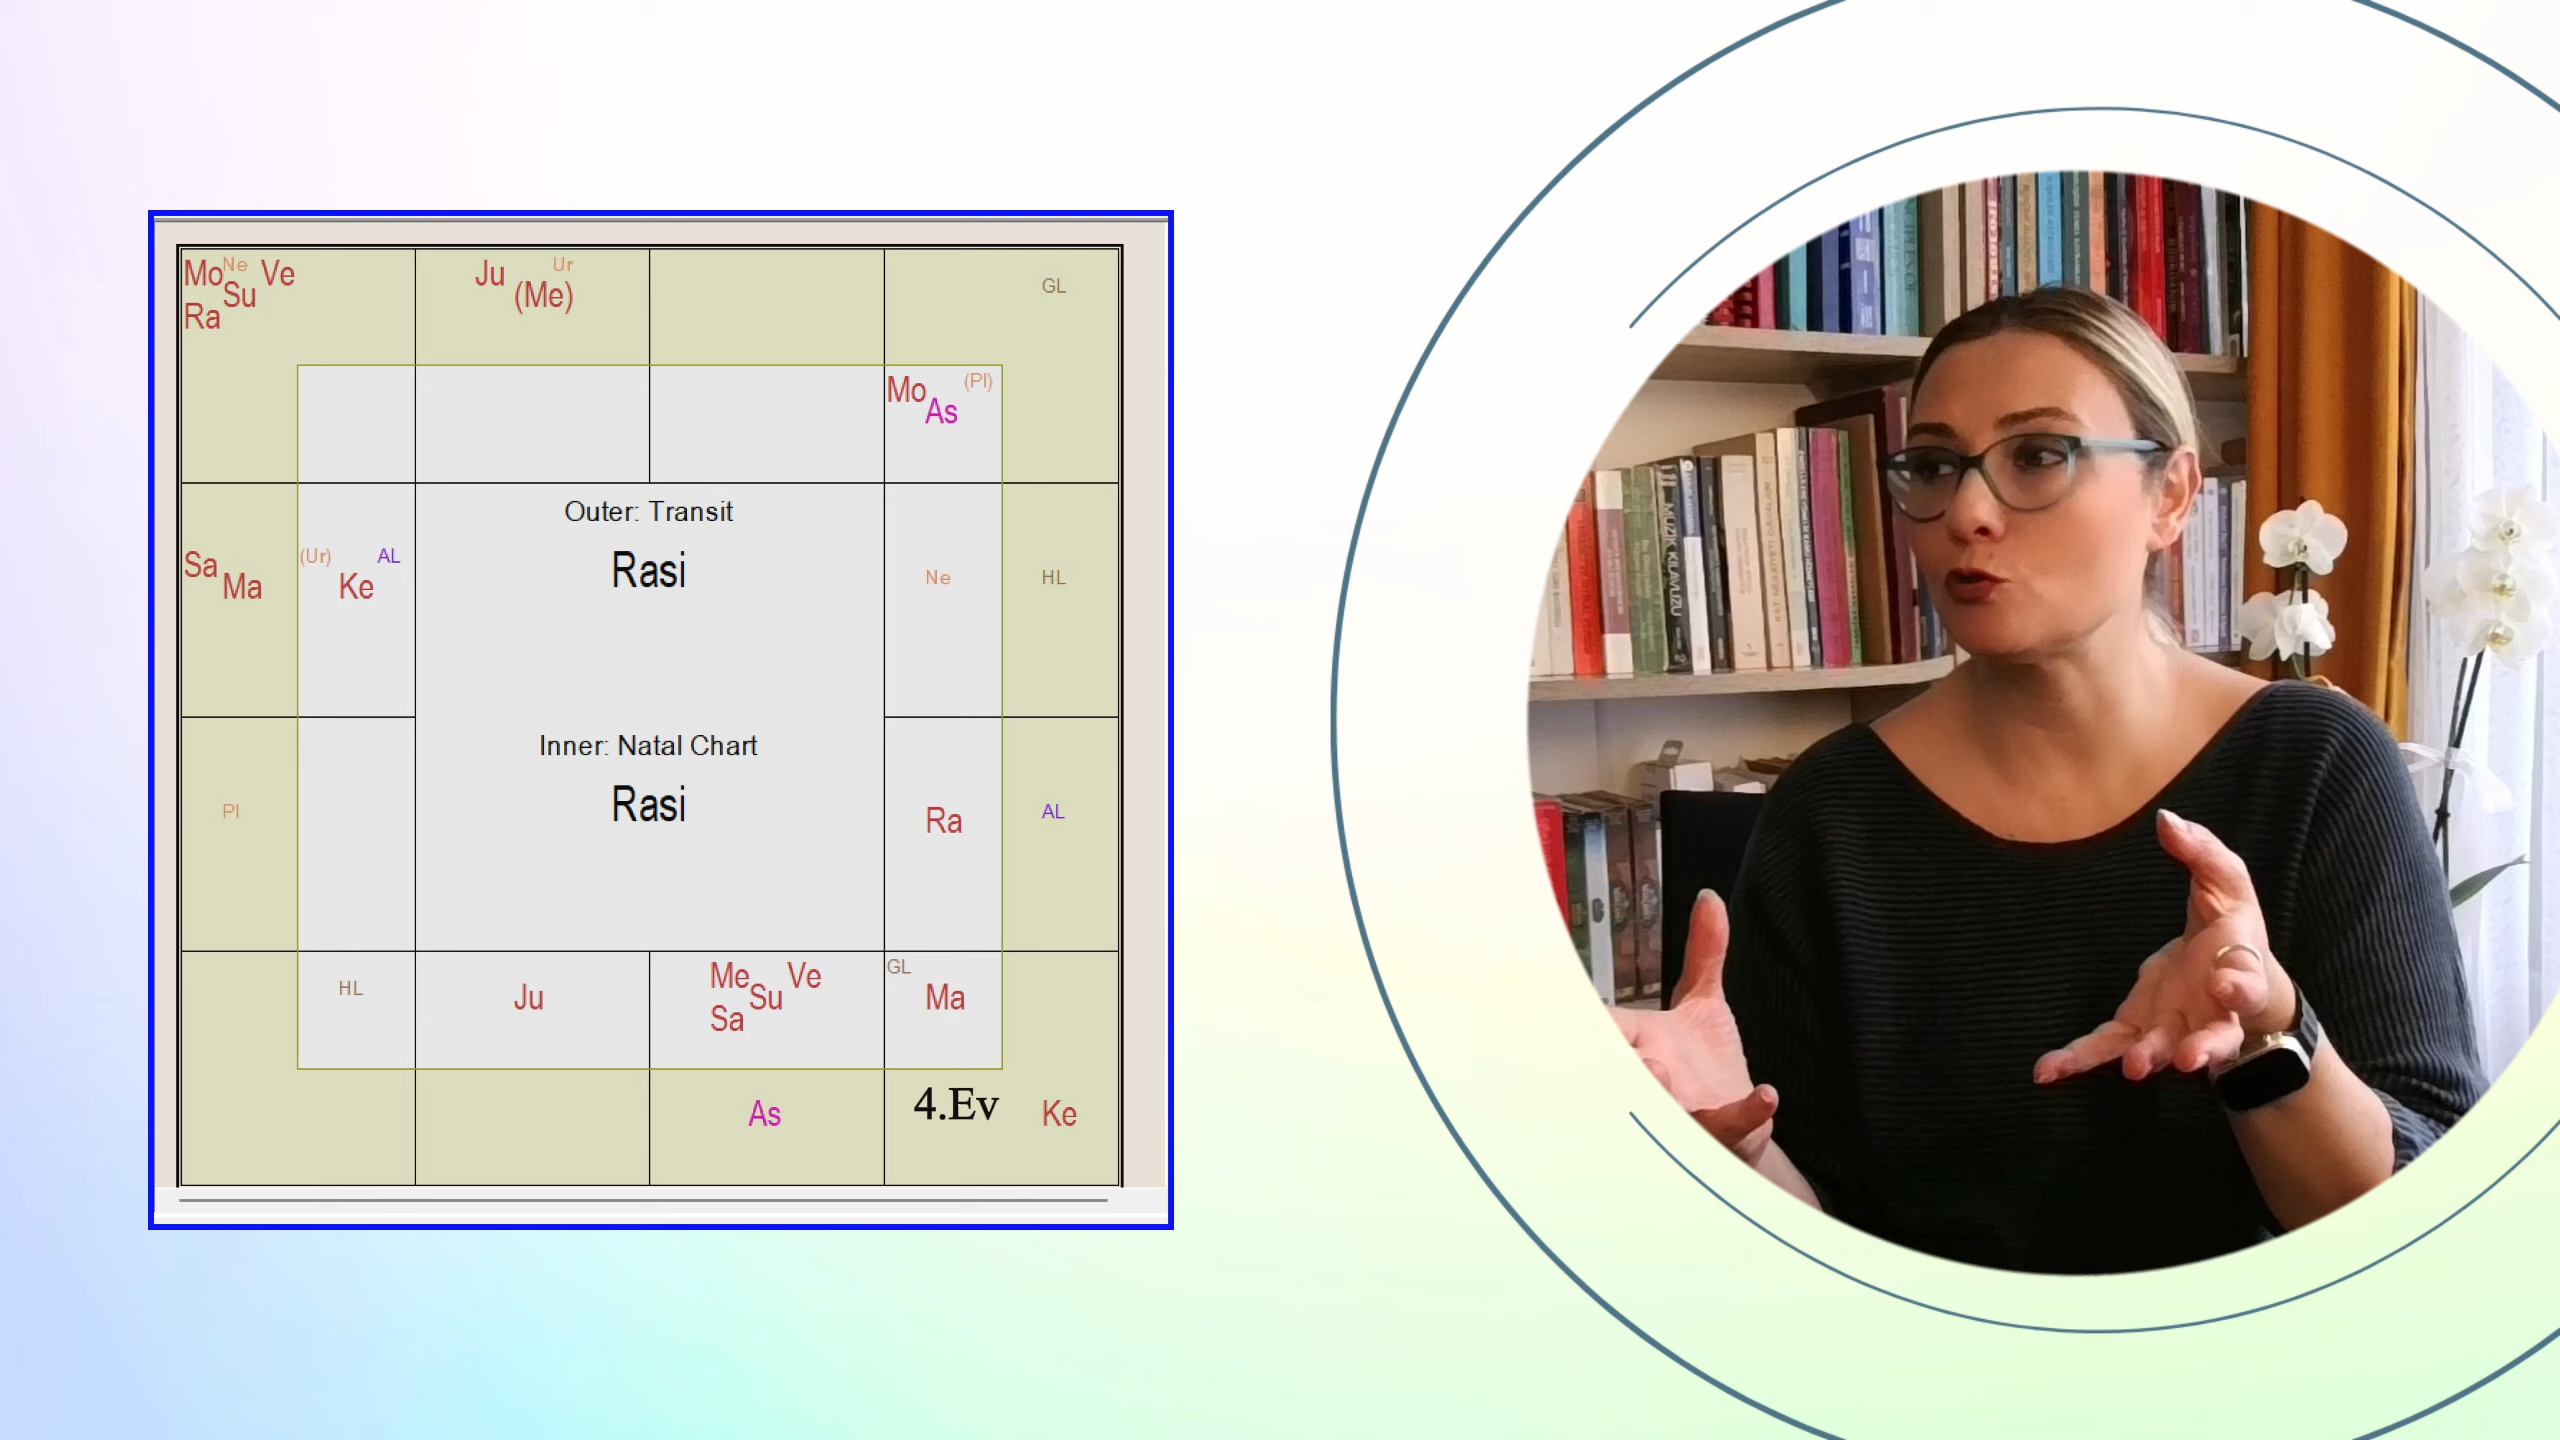 Mo Ne Ve
Su
Ra
Ju Ur
(Me)
GL
Mo (Pl)
As
Outer: Transit
Rasi
Sa
Ma
(Ur) AL
Ke
Ne
HL
Inner: Natal Chart
Rasi
Pl
Ra
AL
HL
Ju
Me Ve
Su
Sa
GL
Ma
As
4.Ev
Ke
MÜZİK KILAVUZU